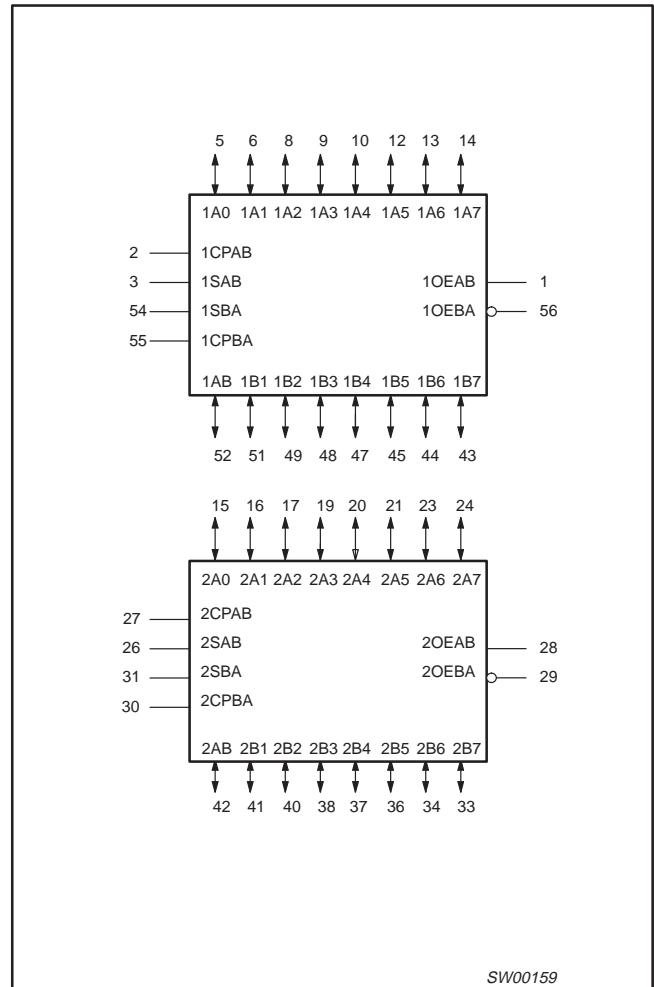 5 6 8 9 10 12 13 14
1A0 1A1 1A2 1A3 1A4 1A5 1A6 1A7
2 1CPAB
3 1SAB 1OEAB 1
54 1SBA 1OEBA 56
55 1CPBA
1AB 1B1 1B2 1B3 1B4 1B5 1B6 1B7
52 51 49 48 47 45 44 43
15 16 17 19 20 21 23 24
2A0 2A1 2A2 2A3 2A4 2A5 2A6 2A7
27 2CPAB
26 2SAB 2OEAB 28
31 2SBA 2OEBA 29
30 2CPBA
2AB 2B1 2B2 2B3 2B4 2B5 2B6 2B7
42 41 40 38 37 36 34 33
SW00159